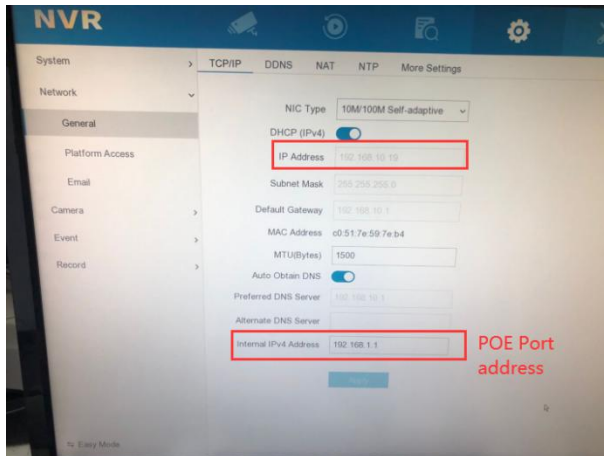 NVR
System
TCP/IP DDNS NAT NTP More Settings
Network
NIC Type 10M/100M Self-adaptive
General
DHCP (IPv4)
Platform Access
IP Address 192.168.10.19
Email
Subnet Mask 255.255.255.0
Camera
Default Gateway 192.168.10.1
Event
MAC Address c0:51:7e:59:7e:b4
Record
MTU(Bytes) 1500
Auto Obtain DNS
Preferred DNS Server 192.168.10.1
Alternate DNS Server
Internal IPv4 Address 192.168.1.1
POE Port
address
Apply
Easy Mode